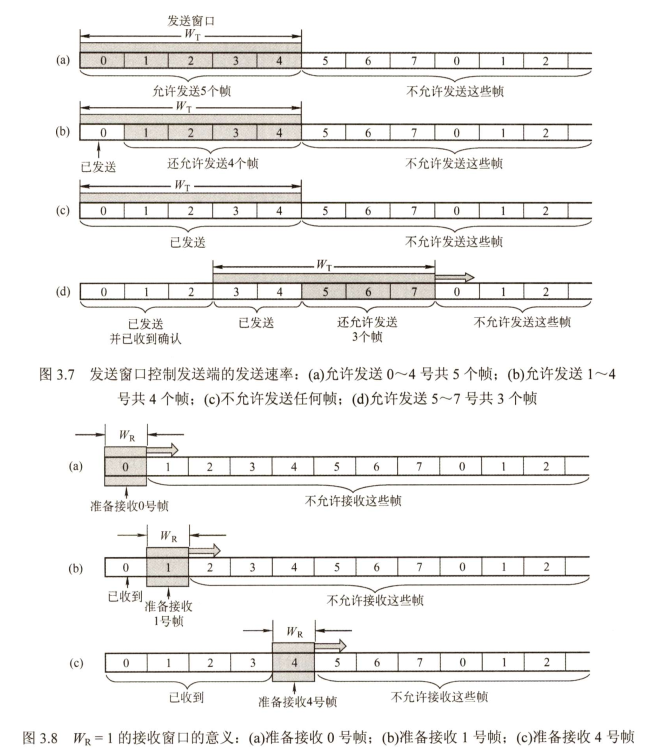 发送窗口
W_T
(a) 0 1 2 3 4 5 6 7 0 1 2
允许发送5个帧 不允许发送这些帧
W_T
(b) 0 1 2 3 4 5 6 7 0 1 2
已发送 还允许发送4个帧 不允许发送这些帧
W_T
(c) 0 1 2 3 4 5 6 7 0 1 2
已发送 不允许发送这些帧
W_T
(d) 0 1 2 3 4 5 6 7 0 1 2
已发送 已发送 还允许发送 不允许发送这些帧
并已收到确认 3个帧
图 3.7 发送窗口控制发送端的发送速率：(a)允许发送 0～4 号共 5 个帧；(b)允许发送 1～4
号共 4 个帧；(c)不允许发送任何帧；(d)允许发送 5～7 号共 3 个帧
W_R
(a) 0 1 2 3 4 5 6 7 0 1 2
准备接收0号帧 不允许接收这些帧
W_R
(b) 0 1 2 3 4 5 6 7 0 1 2
已收到 准备接收 不允许接收这些帧
1号帧
W_R
(c) 0 1 2 3 4 5 6 7 0 1 2
已收到 准备接收4号帧 不允许接收这些帧
图 3.8 W_R = 1 的接收窗口的意义：(a)准备接收 0 号帧；(b)准备接收 1 号帧；(c)准备接收 4 号帧